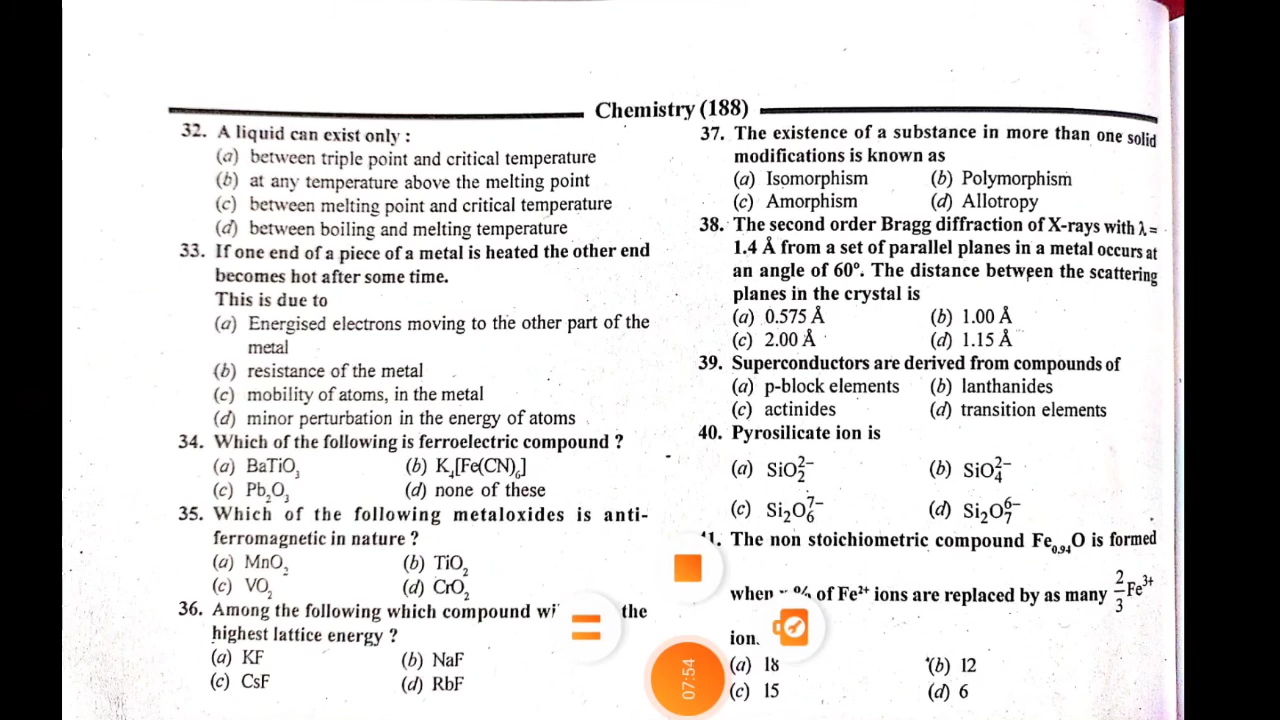 Chemistry (188)
32. A liquid can exist only :
(a) between triple point and critical temperature
(b) at any temperature above the melting point
(c) between melting point and critical temperature
(d) between boiling and melting temperature
33. If one end of a piece of a metal is heated the other end
becomes hot after some time.
This is due to
(a) Energised electrons moving to the other part of the
metal
(b) resistance of the metal
(c) mobility of atoms, in the metal
(d) minor perturbation in the energy of atoms
34. Which of the following is ferroelectric compound ?
(a) BaTiO₃ (b) K₄[Fe(CN)₆]
(c) Pb₂O₃ (d) none of these
35. Which of the following metaloxides is anti-
ferromagnetic in nature ?
(a) MnO₂ (b) TiO₂
(c) VO₂ (d) CrO₂
36. Among the following which compound wi the
highest lattice energy ?
(a) KF (b) NaF
(c) CsF (d) RbF
37. The existence of a substance in more than one solid
modifications is known as
(a) Isomorphism (b) Polymorphism
(c) Amorphism (d) Allotropy
38. The second order Bragg diffraction of X-rays with λ =
1.4 Å from a set of parallel planes in a metal occurs at
an angle of 60º. The distance between the scattering
planes in the crystal is
(a) 0.575 Å (b) 1.00 Å
(c) 2.00 Å (d) 1.15 Å
39. Superconductors are derived from compounds of
(a) p-block elements (b) lanthanides
(c) actinides (d) transition elements
40. Pyrosilicate ion is
(a) SiO₂²⁻ (b) SiO₄²⁻
(c) Si₂O₆⁷⁻ (d) Si₂O₇⁶⁻
1. The non stoichiometric compound Fe₀.₉₄O is formed
when % of Fe²⁺ ions are replaced by as many 2/3 Fe³⁺
ion.
(a) 18 (b) 12
(c) 15 (d) 6
07:54